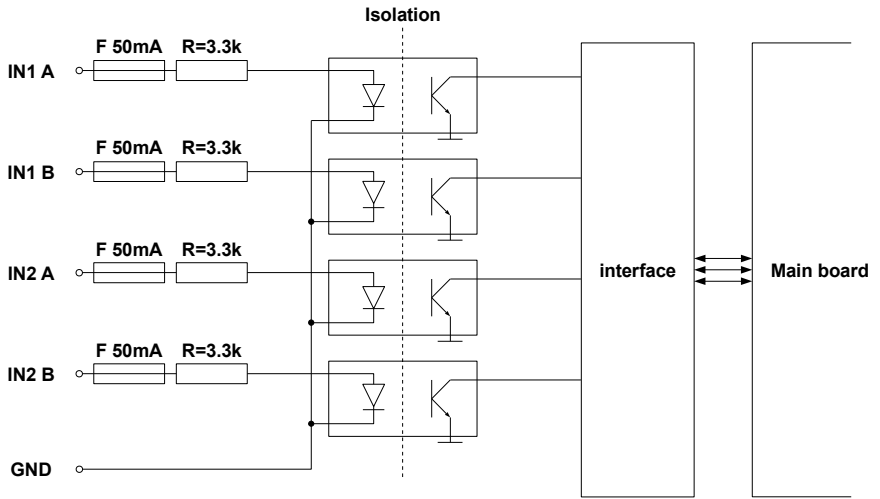 Isolation
F 50mA R=3.3k
IN1 A
F 50mA R=3.3k
IN1 B
F 50mA R=3.3k
IN2 A
interface
Main board
F 50mA R=3.3k
IN2 B
GND